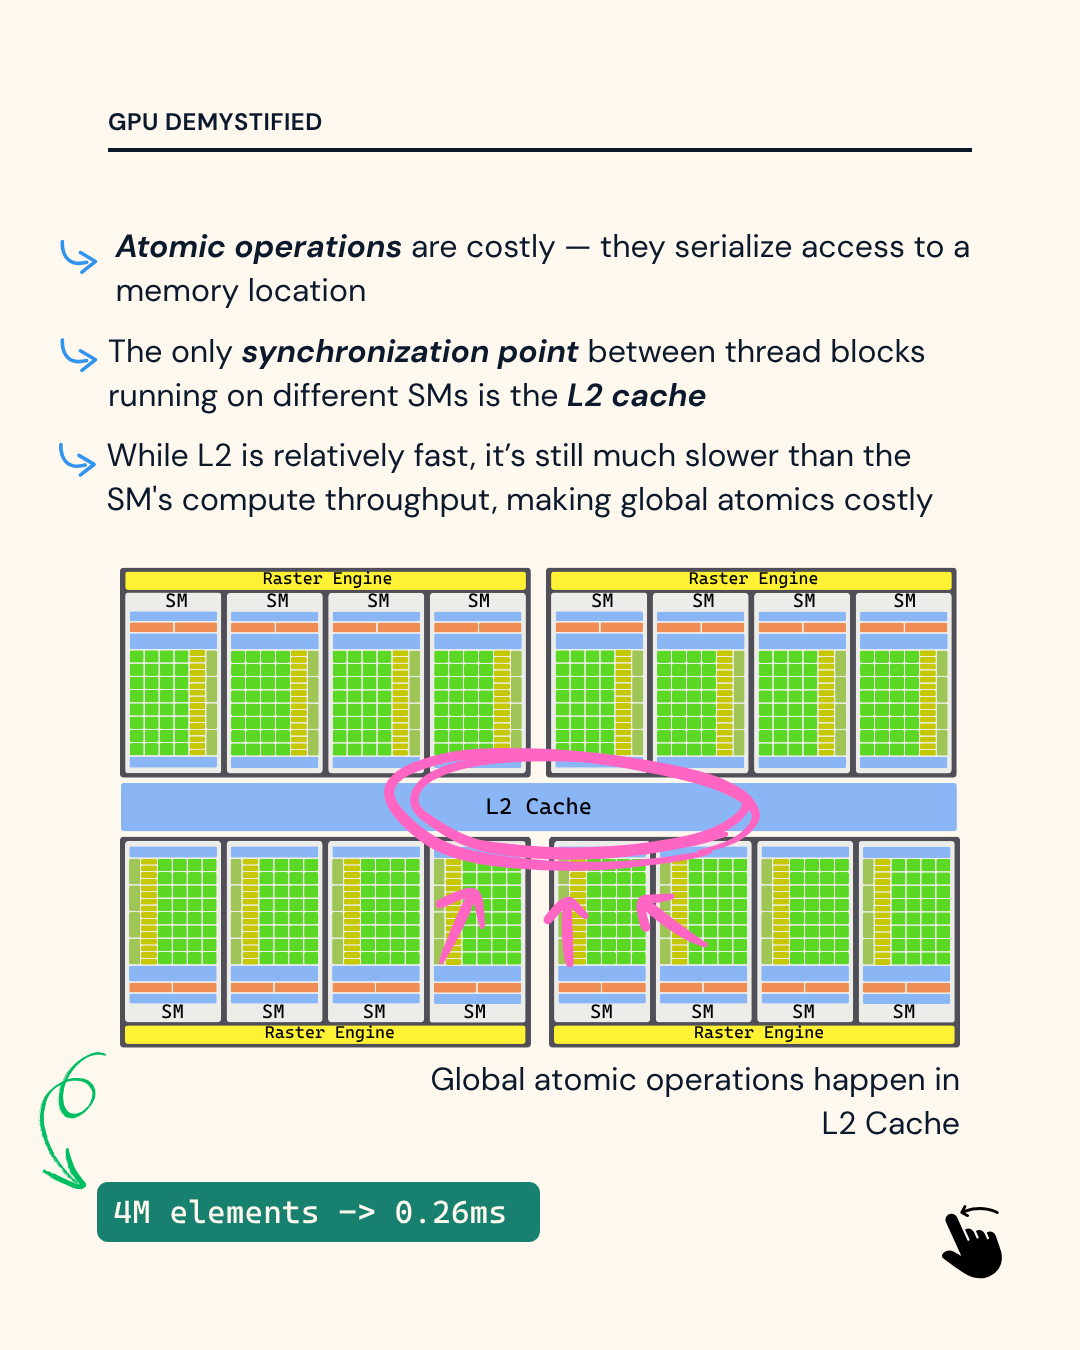 GPU DEMYSTIFIED
Atomic operations are costly — they serialize access to a
memory location
The only synchronization point between thread blocks
running on different SMs is the L2 cache
While L2 is relatively fast, it’s still much slower than the
SM's compute throughput, making global atomics costly
Raster Engine
Raster Engine
SM SM SM SM SM SM SM SM
L2 Cache
SM SM SM SM SM SM SM SM
Raster Engine
Raster Engine
Global atomic operations happen in
L2 Cache
4M elements –> 0.26ms